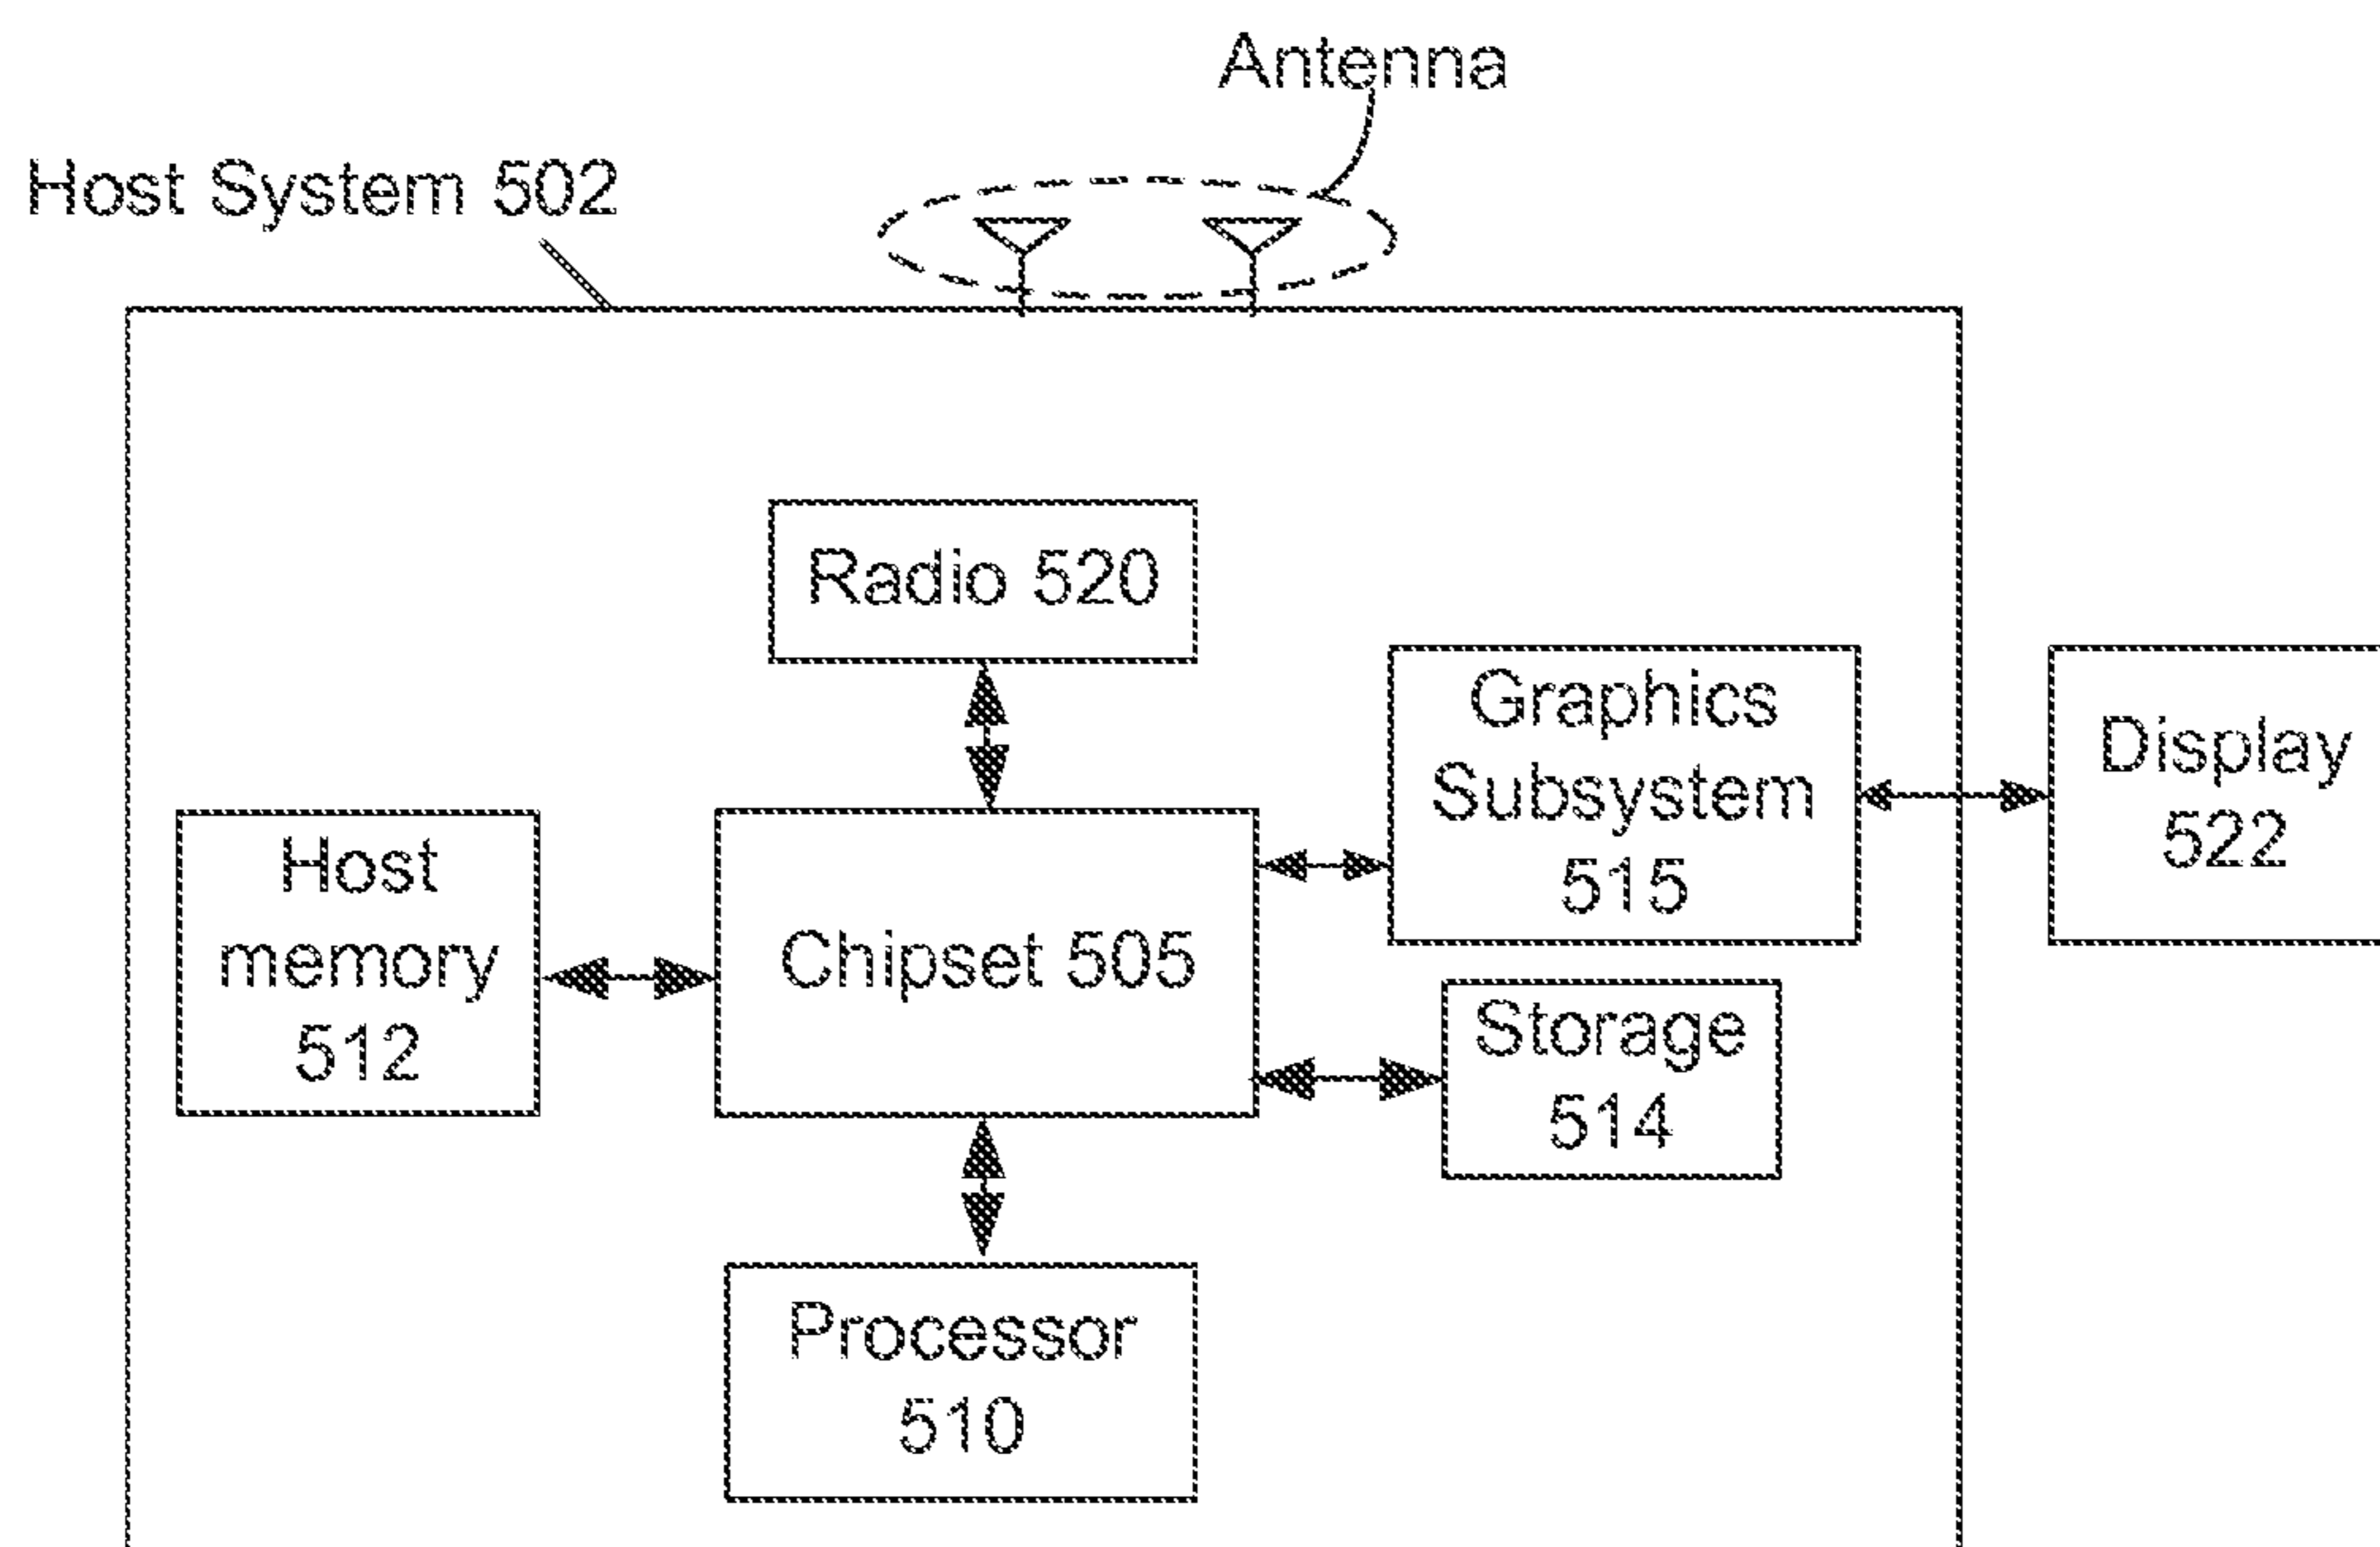 Antenna
Host System 502
Radio 520
Graphics
Subsystem
515
Display
522
Host
memory
512
Chipset 505
Storage
514
Processor
510